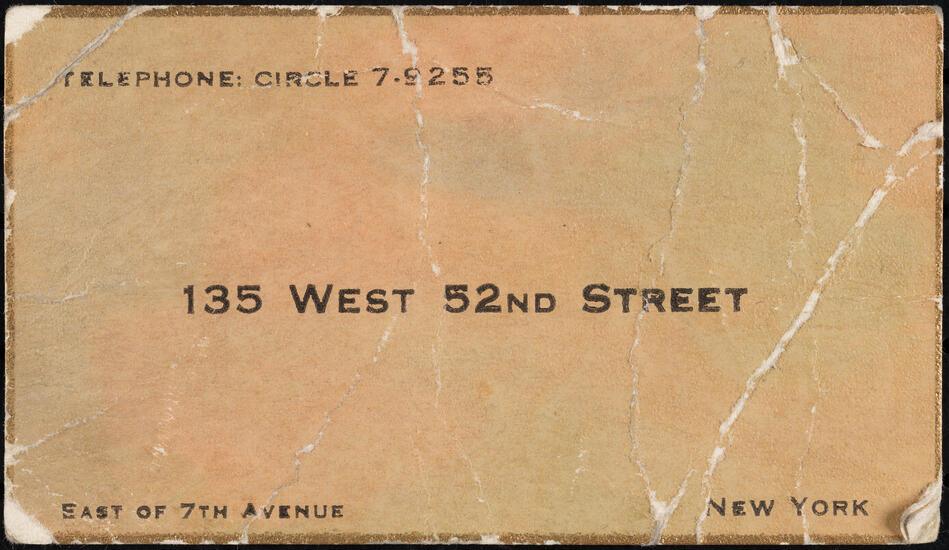 TELEPHONE: CIRCLE 7-9255
135 WEST 52ND STREET
EAST OF 7TH AVENUE
NEW YORK